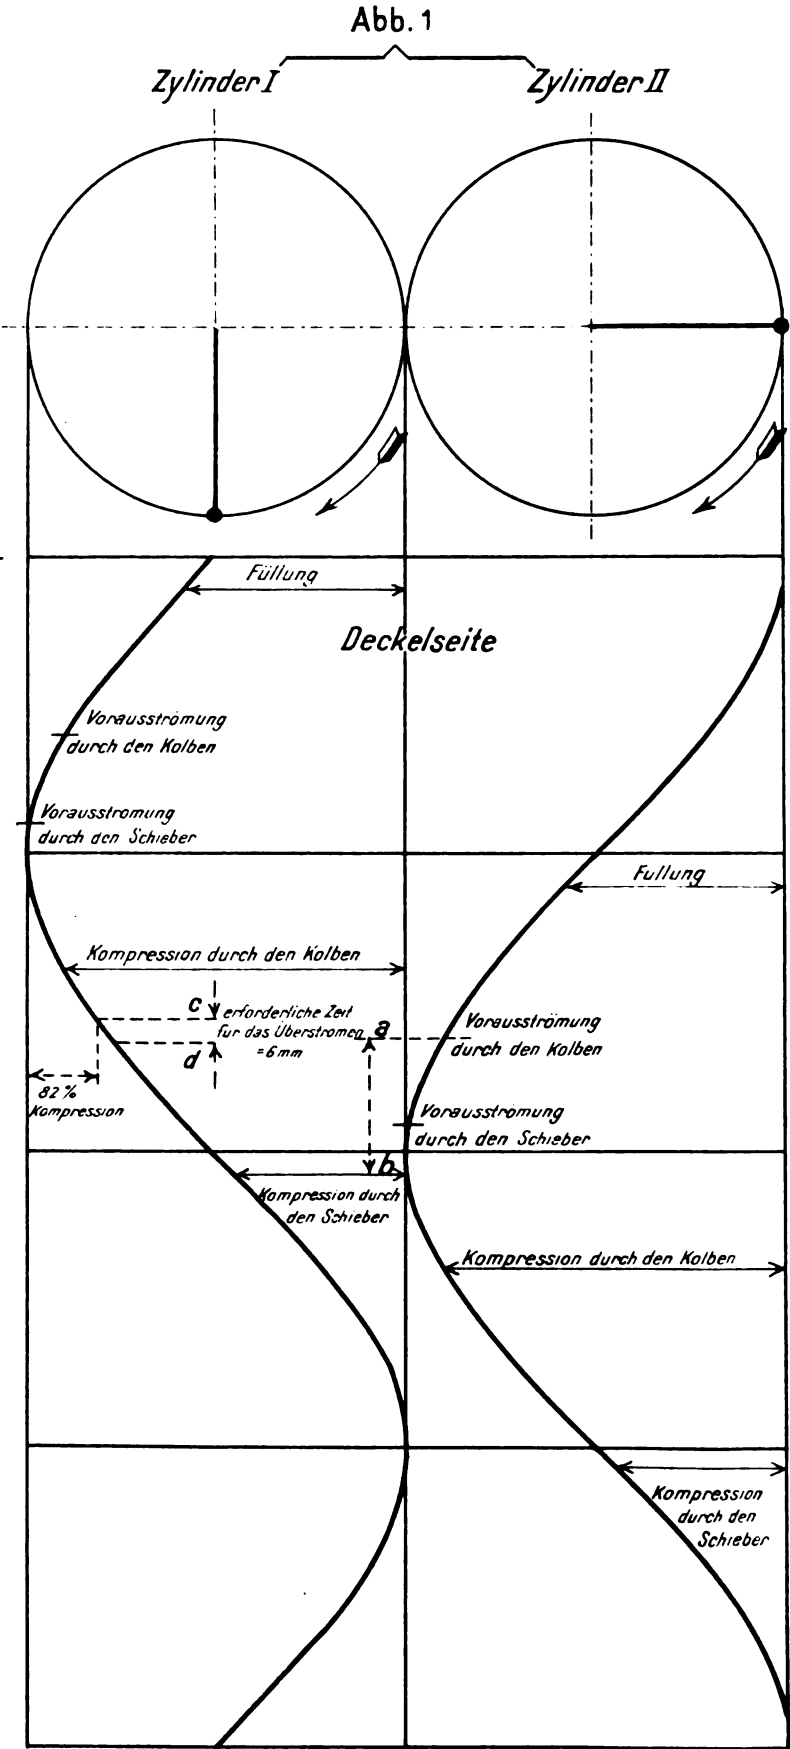 Abb. 1
Zylinder I
Zylinder II
Füllung
Deckelseite
Vorausströmung
durch den Kolben
Vorausstromung
durch den Schieber
Fullung
Kompression durch den Kolben
c
erforderliche Zeit
fur das Überstromen
= 6 mm
d
a
Vorausströmung
durch den Kolben
82 %
Kompression
Vorausströmung
durch den Schieber
b
Kompression durch
den Schieber
Kompression durch den Kolben
Kompression
durch den
Schieber